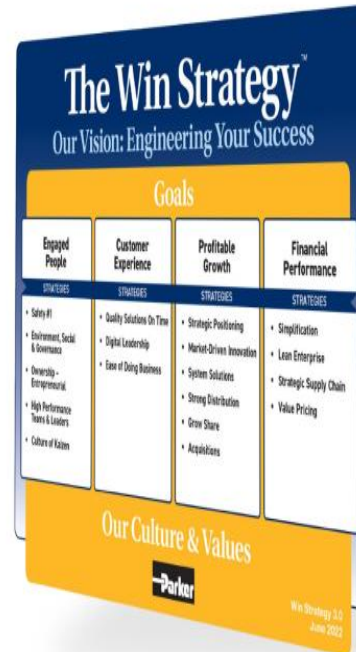 The Win Strategy™
Our Vision: Engineering Your Success
Goals
Engaged
People
STRATEGIES
• Safety #1
• Environment, Social
& Governance
• Ownership –
Entrepreneurial
• High Performance
Teams & Leaders
• Culture of Kaizen
Customer
Experience
STRATEGIES
• Quality Solutions On Time
• Digital Leadership
• Ease of Doing Business
Profitable
Growth
STRATEGIES
• Strategic Positioning
• Market-Driven Innovation
• System Solutions
• Strong Distribution
• Grow Share
• Acquisitions
Financial
Performance
STRATEGIES
• Simplification
• Lean Enterprise
• Strategic Supply Chain
• Value Pricing
Our Culture & Values
Parker
Win Strategy 3.0
June 2022